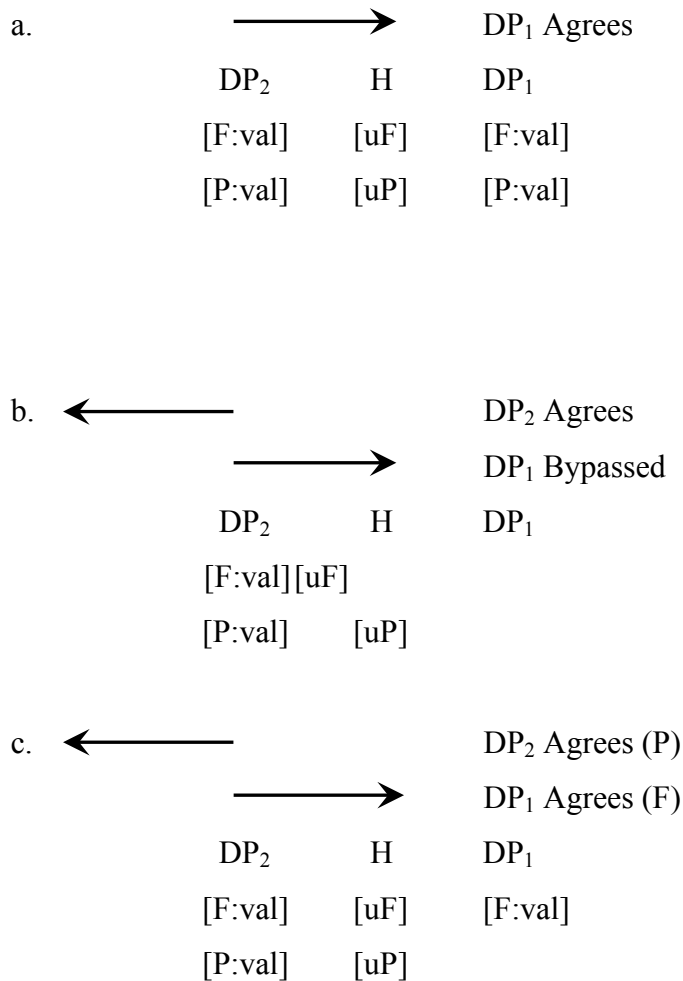 a. DP₁ Agrees
DP₂ H DP₁
[F:val] [uF] [F:val]
[P:val] [uP] [P:val]
b. DP₂ Agrees
DP₁ Bypassed
DP₂ H DP₁
[F:val][uF]
[P:val] [uP]
c. DP₂ Agrees (P)
DP₁ Agrees (F)
DP₂ H DP₁
[F:val] [uF] [F:val]
[P:val] [uP]